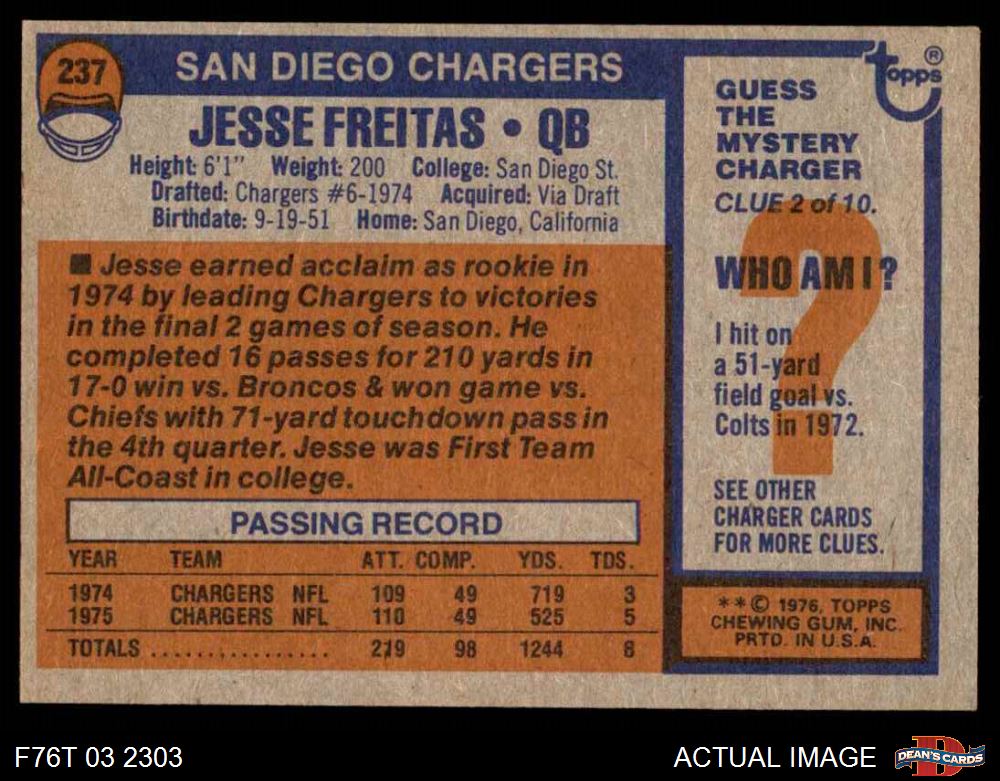 237
SAN DIEGO CHARGERS
JESSE FREITAS • QB
Height: 6'1" Weight: 200 College: San Diego St.
Drafted: Chargers #6-1974 Acquired: Via Draft
Birthdate: 9-19-51 Home: San Diego, California
■ Jesse earned acclaim as rookie in
1974 by leading Chargers to victories
in the final 2 games of season. He
completed 16 passes for 210 yards in
17-0 win vs. Broncos & won game vs.
Chiefs with 71-yard touchdown pass in
the 4th quarter. Jesse was First Team
All-Coast in college.
PASSING RECORD
YEAR TEAM ATT. COMP. YDS. TDS.
1974 CHARGERS NFL 109 49 719 3
1975 CHARGERS NFL 110 49 525 5
TOTALS ................ 219 98 1244 8
Topps®
GUESS
THE
MYSTERY
CHARGER
CLUE 2 of 10.
?
WHO AM I?
I hit on
a 51-yard
field goal vs.
Colts in 1972.
SEE OTHER
CHARGER CARDS
FOR MORE CLUES.
**© 1976, TOPPS
CHEWING GUM, INC.
PRTD. IN U.S.A.
F76T 03 2303
ACTUAL IMAGE
D
DEAN'S CARDS